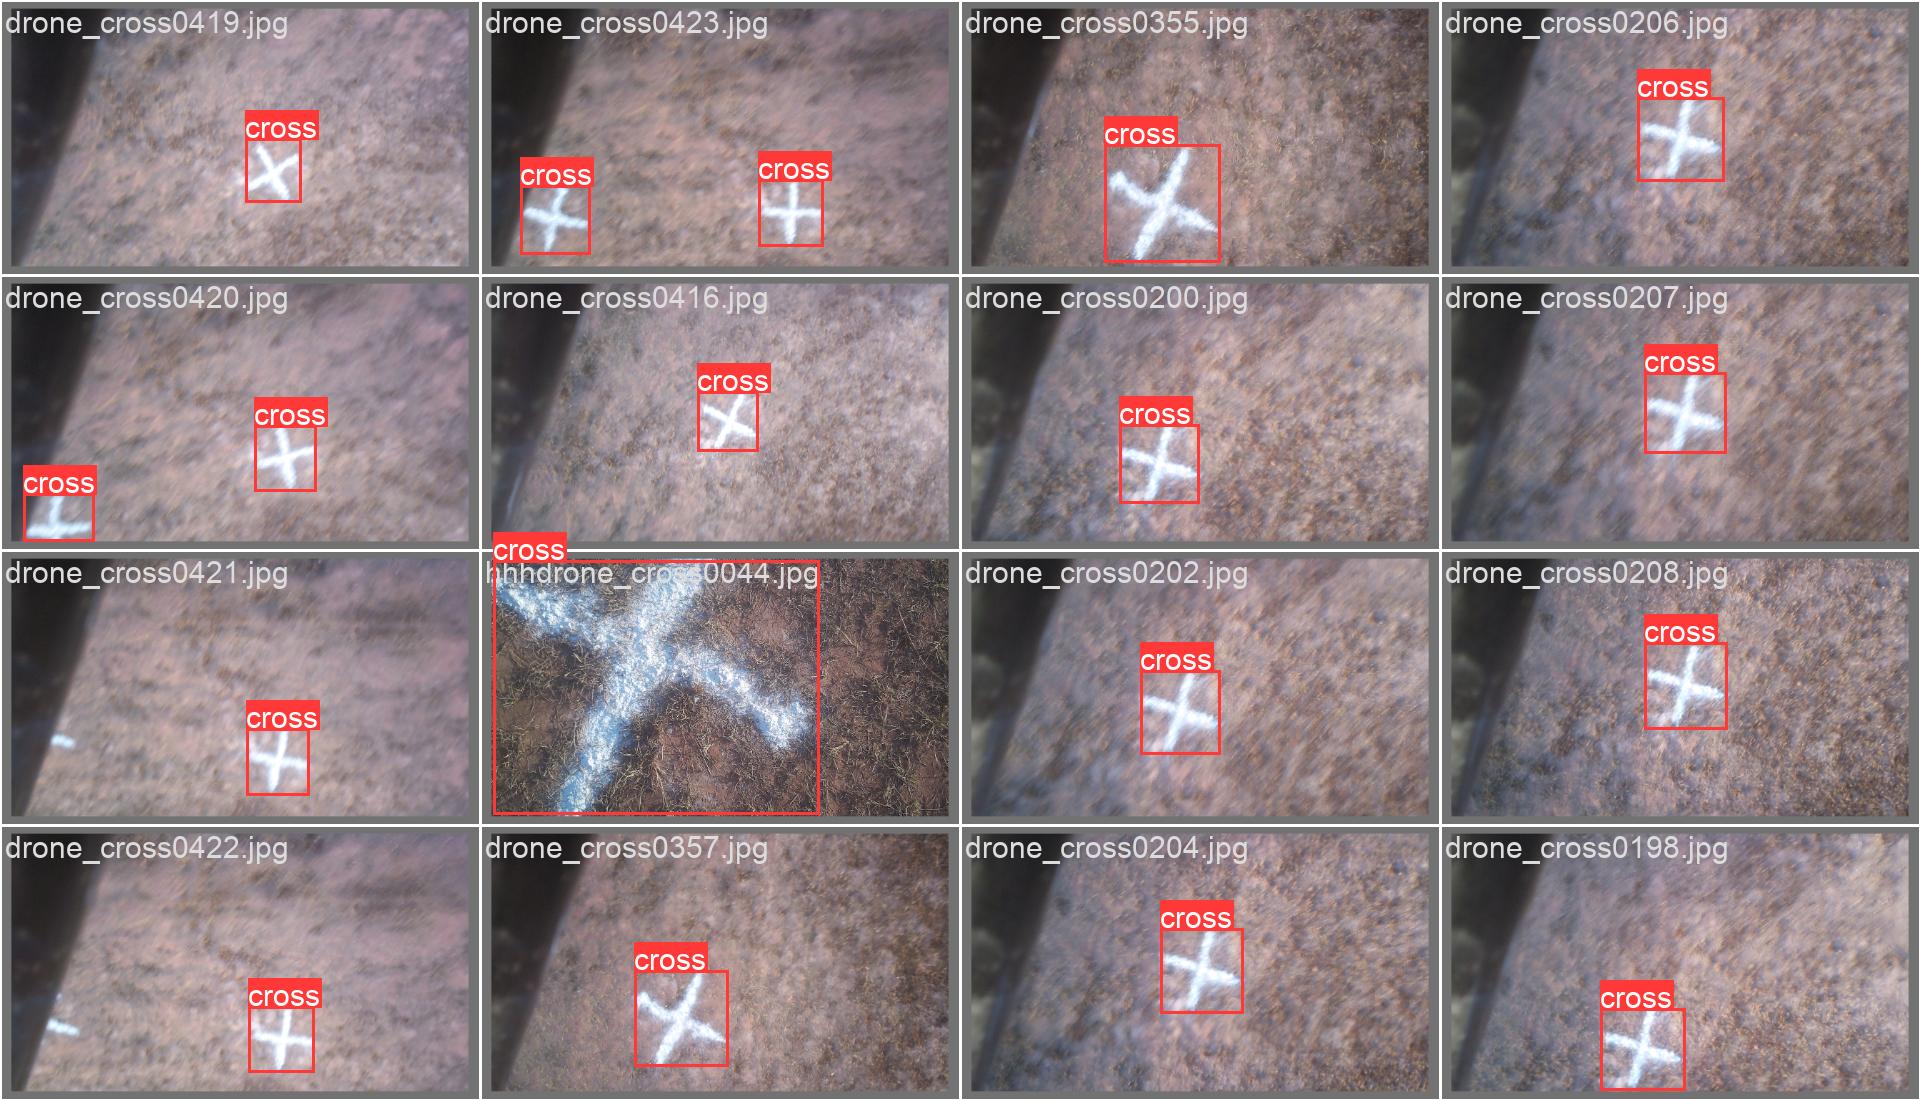 drone_cross0419.jpg
cross
drone_cross0423.jpg
cross
cross
drone_cross0355.jpg
cross
drone_cross0206.jpg
cross
drone_cross0420.jpg
cross
cross
drone_cross0416.jpg
cross
drone_cross0200.jpg
cross
drone_cross0207.jpg
cross
drone_cross0421.jpg
cross
cross
hhhdrone_cross0044.jpg
drone_cross0202.jpg
cross
drone_cross0208.jpg
cross
drone_cross0422.jpg
cross
drone_cross0357.jpg
cross
drone_cross0204.jpg
cross
drone_cross0198.jpg
cross